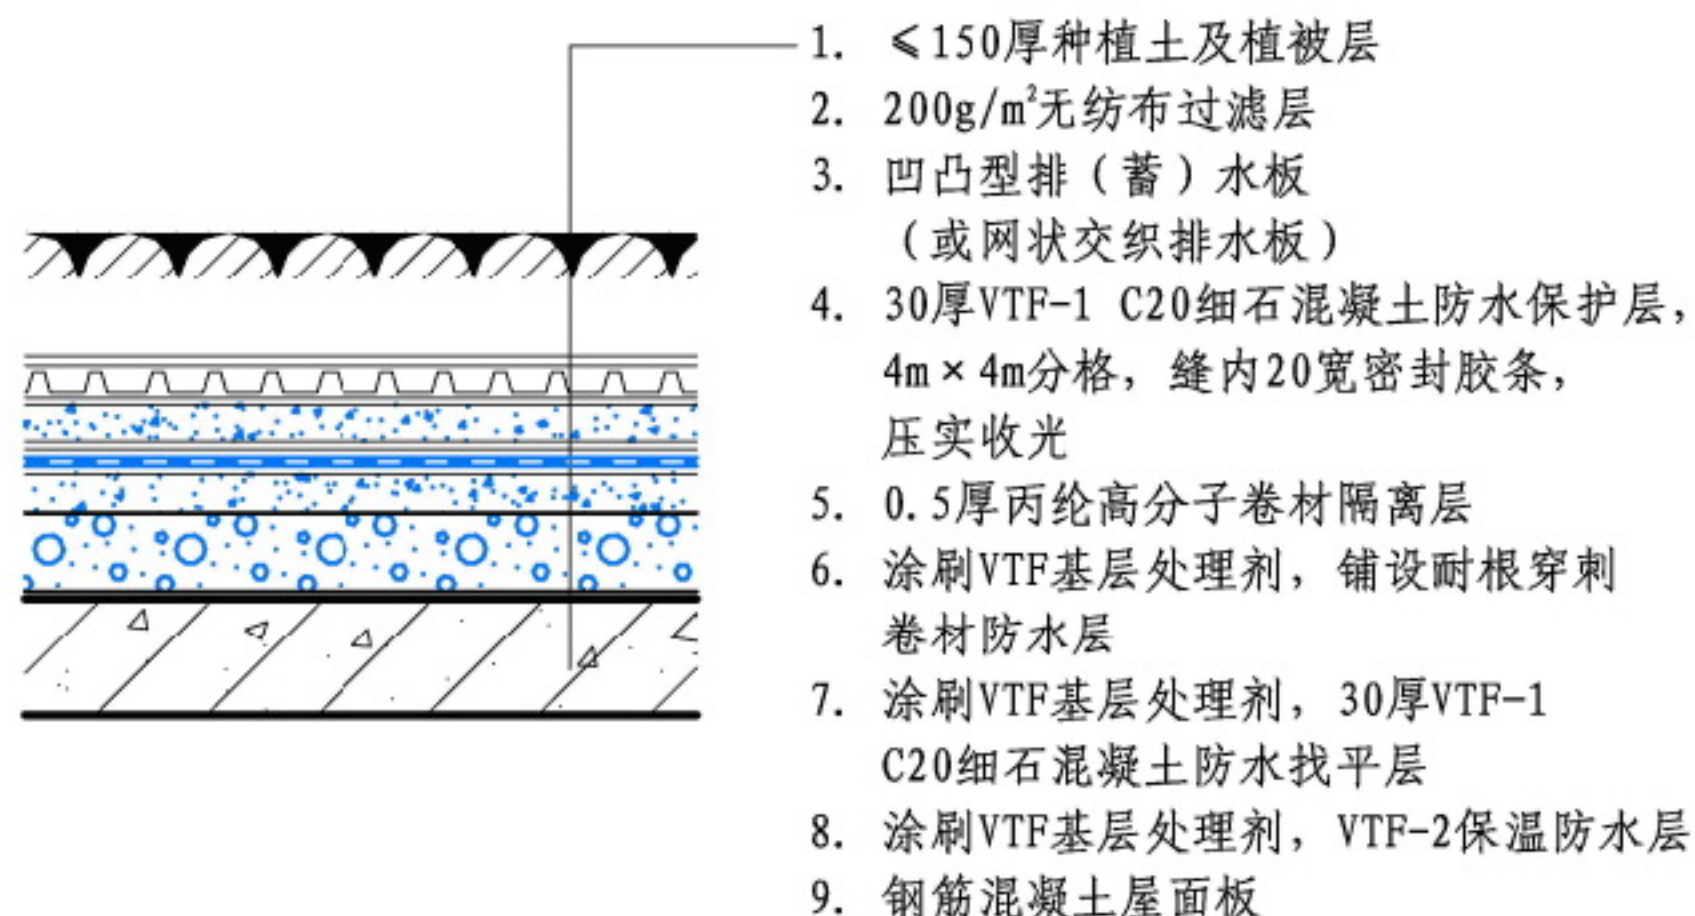 1. ≤150厚种植土及植被层
2. 200g/m²无纺布过滤层
3. 凹凸型排（蓄）水板
（或网状交织排水板）
4. 30厚VTF-1 C20细石混凝土防水保护层，
4m×4m分格，缝内20宽密封胶条，
压实收光
5. 0.5厚丙纶高分子卷材隔离层
6. 涂刷VTF基层处理剂，铺设耐根穿刺
卷材防水层
7. 涂刷VTF基层处理剂，30厚VTF-1
C20细石混凝土防水找平层
8. 涂刷VTF基层处理剂，VTF-2保温防水层
9. 钢筋混凝土屋面板